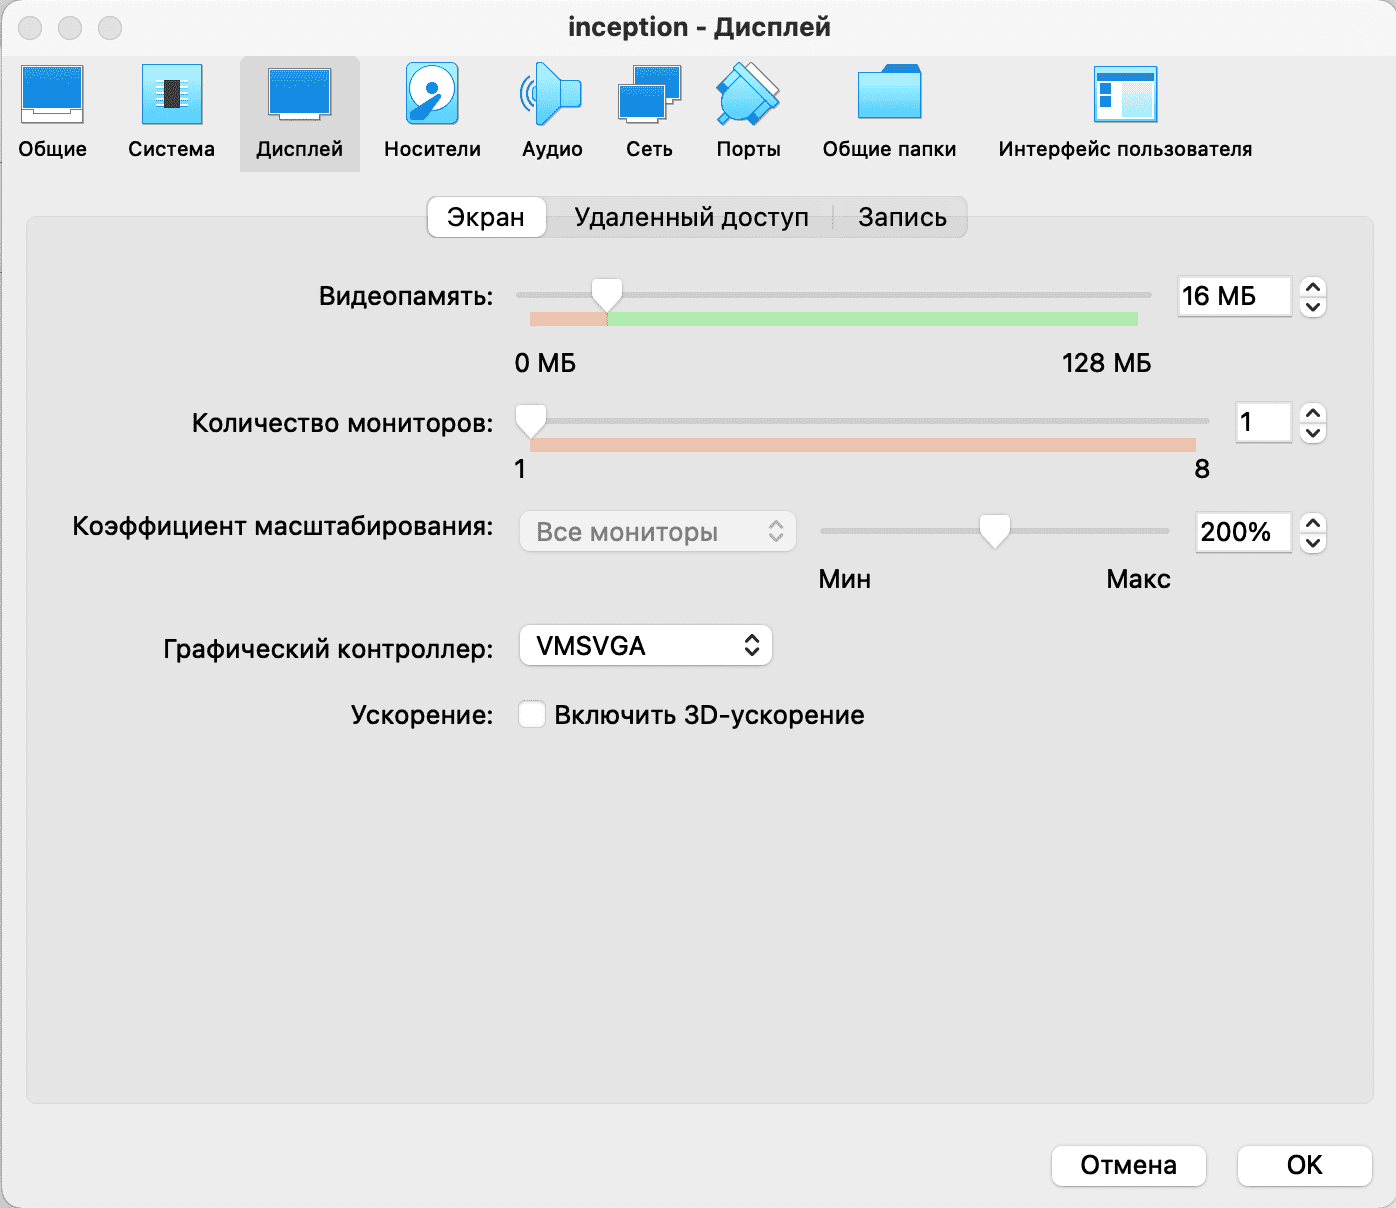 inception - Дисплей
Общие Система Дисплей Носители Аудио Сеть Порты Общие папки Интерфейс пользователя
Экран Удаленный доступ Запись
Видеопамять: 16 МБ
0 МБ 128 МБ
Количество мониторов: 1
1 8
Коэффициент масштабирования: Все мониторы 200%
Мин Макс
Графический контроллер: VMSVGA
Ускорение: Включить 3D-ускорение
Отмена ОК